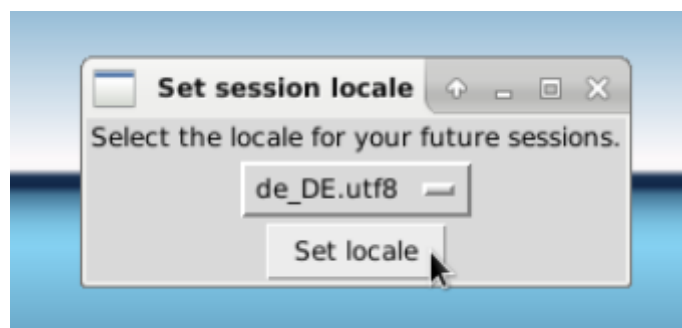 Set session locale
Select the locale for your future sessions.
de_DE.utf8
Set locale